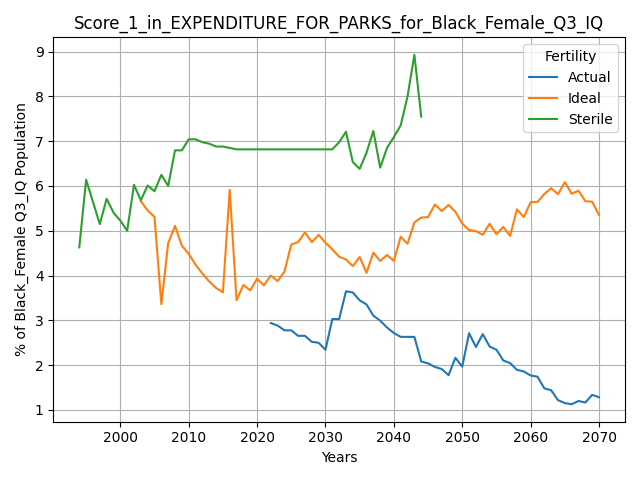 Score_1_in_EXPENDITURE_FOR_PARKS_for_Black_Female_Q3_IQ
Fertility
Actual
Ideal
Sterile
% of Black_Female Q3_IQ Population
9
8
7
6
5
4
3
2
1
2000 2010 2020 2030 2040 2050 2060 2070
Years